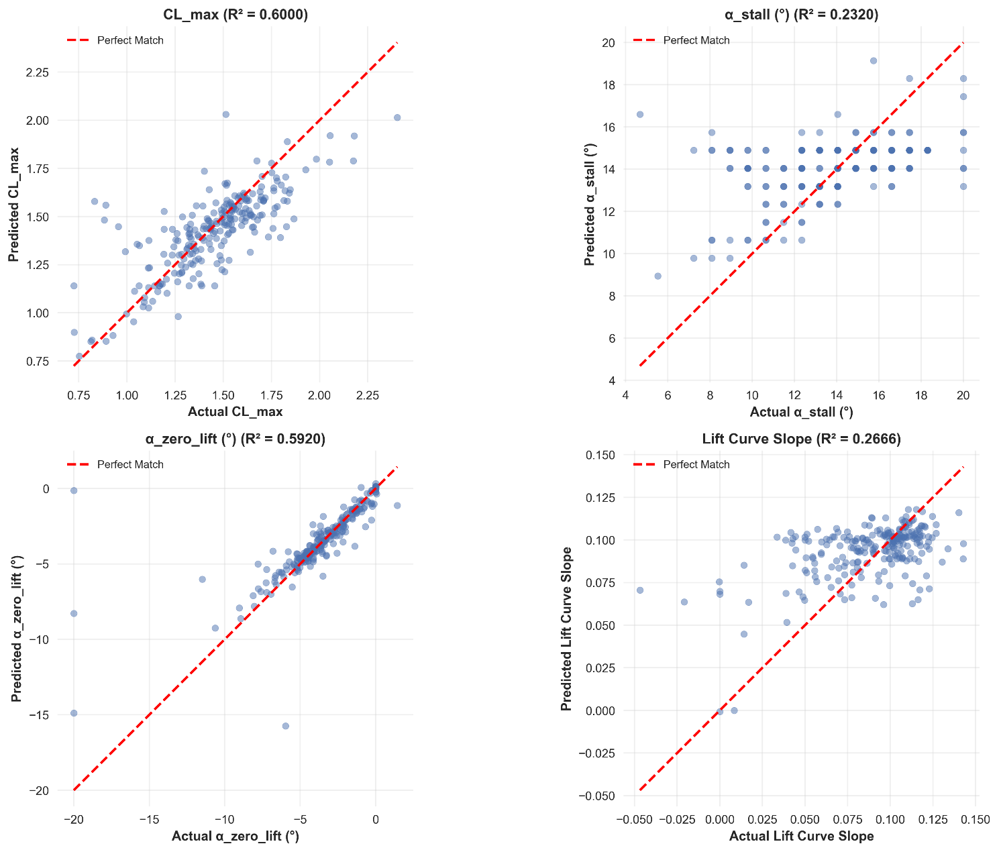 CL_max (R² = 0.6000)
Perfect Match
2.25
2.00
1.75
1.50
1.25
1.00
0.75
Predicted CL_max
0.75 1.00 1.25 1.50 1.75 2.00 2.25
Actual CL_max
α_stall (°) (R² = 0.2320)
Perfect Match
20
18
16
14
12
10
8
6
4
Predicted α_stall (°)
4 6 8 10 12 14 16 18 20
Actual α_stall (°)
α_zero_lift (°) (R² = 0.5920)
Perfect Match
0
−5
−10
−15
−20
Predicted α_zero_lift (°)
−20 −15 −10 −5 0
Actual α_zero_lift (°)
Lift Curve Slope (R² = 0.2666)
Perfect Match
0.150
0.125
0.100
0.075
0.050
0.025
0.000
−0.025
−0.050
Predicted Lift Curve Slope
−0.050 −0.025 0.000 0.025 0.050 0.075 0.100 0.125 0.150
Actual Lift Curve Slope